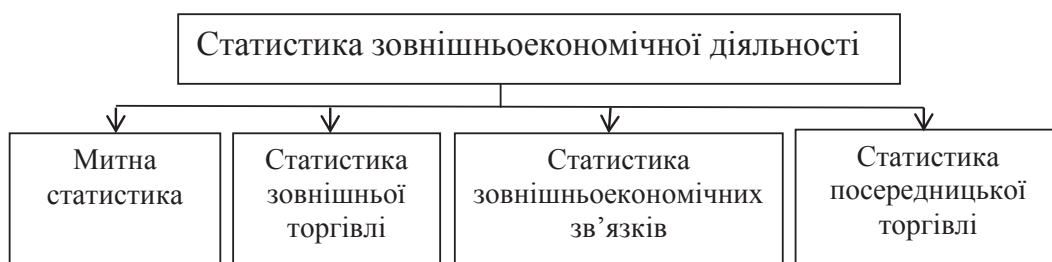 Статистика зовнішньоекономічної діяльності
Митна
статистика
Статистика
зовнішньої
торгівлі
Статистика
зовнішньоекономічних
зв’язків
Статистика
посередницької
торгівлі